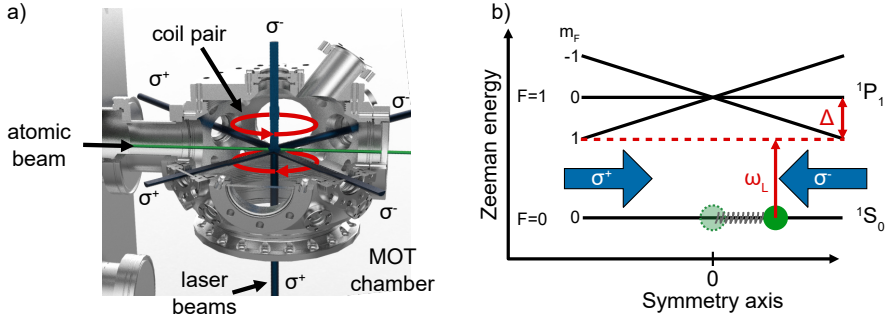 a)
σ⁻
coil pair
σ⁺
σ⁻
atomic
beam
σ⁺
σ⁻
MOT
chamber
laser
beams
σ⁺
b)
m_F
-1
F=1
0
¹P₁
Δ
1
σ⁺
σ⁻
ω_L
F=0
0
¹S₀
0
Zeeman energy
Symmetry axis